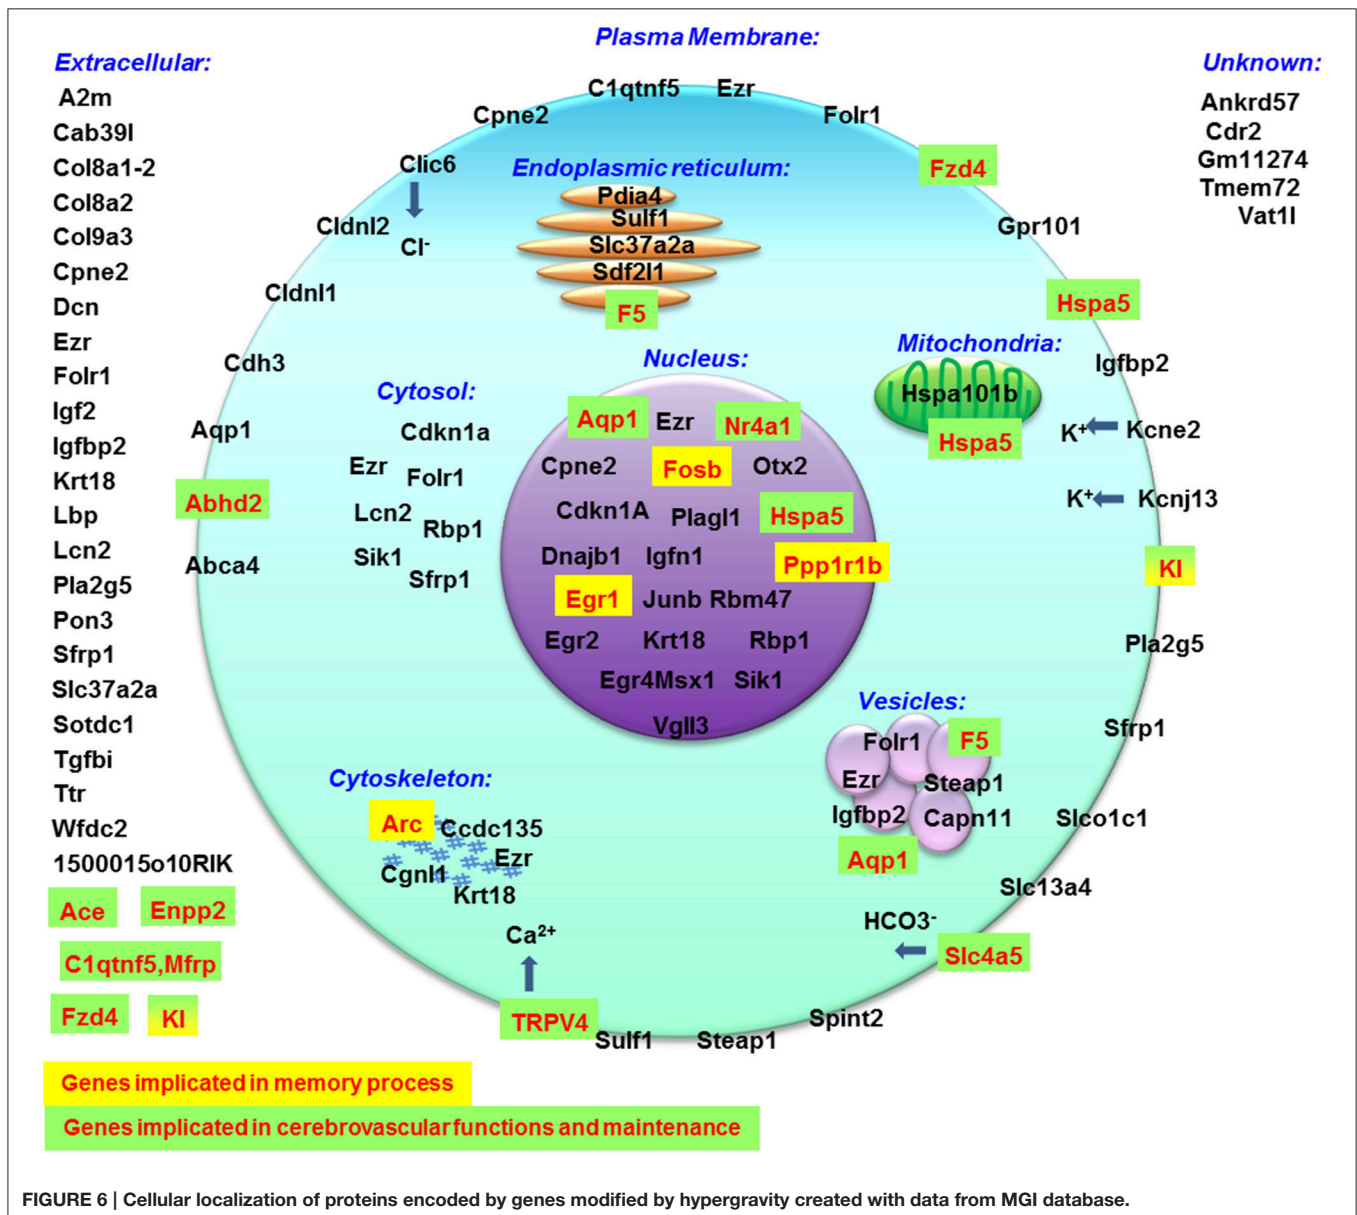 Plasma Membrane:
Extracellular:
A2m
Cab39l
Col8a1-2
Col8a2
Col9a3
Cpne2
Dcn
Ezr
Folr1
Igf2
Igfbp2
Krt18
Lbp
Lcn2
Pla2g5
Pon3
Sfrp1
Slc37a2a
Sotdc1
Tgfbi
Ttr
Wfdc2
1500015o10RIK
Ace
Enpp2
C1qtnf5,Mfrp
Fzd4
Kl
Unknown:
Ankrd57
Cdr2
Gm11274
Tmem72
Vat1l
C1qtnf5
Ezr
Cpne2
Folr1
Clic6
Cl-
Fzd4
Cldnl2
Gpr101
Cldnl1
Hspa5
Cdh3
Igfbp2
Aqp1
K+
Kcne2
Abhd2
K+
Kcnj13
Abca4
Kl
Pla2g5
Sfrp1
Slco1c1
Slc13a4
HCO3-
Slc4a5
Spint2
Steap1
Sulf1
TRPV4
Ca2+
Endoplasmic reticulum:
Pdia4
Sulf1
Slc37a2a
Sdf2l1
F5
Mitochondria:
Hspa101b
Hspa5
Cytosol:
Cdkn1a
Ezr
Folr1
Lcn2
Rbp1
Sik1
Sfrp1
Nucleus:
Aqp1
Ezr
Nr4a1
Cpne2
Fosb
Otx2
Cdkn1A
Plagl1
Hspa5
Dnajb1
Igfn1
Ppp1r1b
Egr1
Junb
Rbm47
Egr2
Krt18
Rbp1
Egr4Msx1
Sik1
Vgll3
Vesicles:
Folr1
F5
Ezr
Steap1
Igfbp2
Capn11
Aqp1
Cytoskeleton:
Arc
Ccdc135
Ezr
Cgnl1
Krt18
Genes implicated in memory process
Genes implicated in cerebrovascular functions and maintenance
FIGURE 6 | Cellular localization of proteins encoded by genes modified by hypergravity created with data from MGI database.